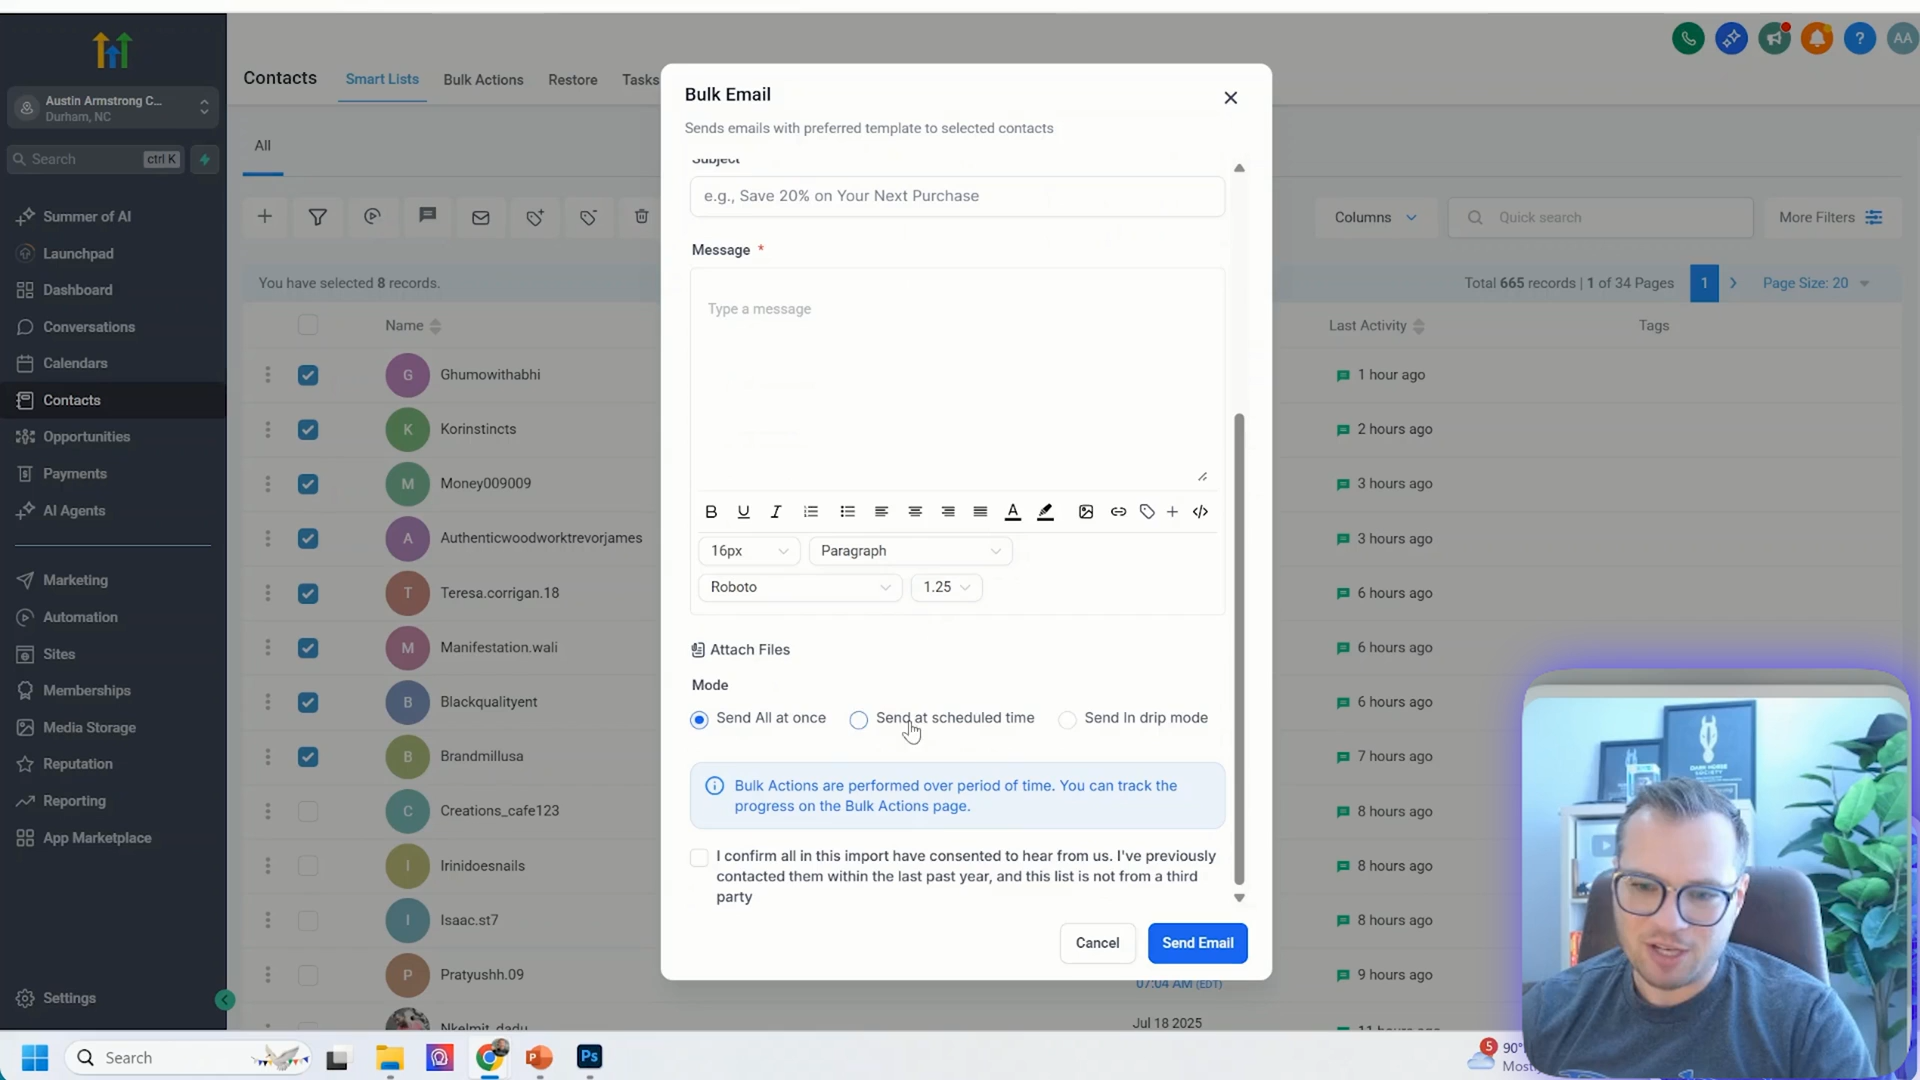 Austin Armstrong C...
Durham, NC
Search
ctrl K
Summer of AI
Launchpad
Dashboard
Conversations
Calendars
Contacts
Opportunities
Payments
AI Agents
Marketing
Automation
Sites
Memberships
Media Storage
Reputation
Reporting
App Marketplace
Settings
Contacts
Smart Lists
Bulk Actions
Restore
Tasks
AA
All
Columns
Quick search
More Filters
You have selected 8 records.
Total 665 records | 1 of 34 Pages
1
Page Size: 20
Name
Last Activity
Tags
G
Ghumowithabhi
1 hour ago
K
Korinstincts
2 hours ago
M
Money009009
3 hours ago
A
Authenticwoodworktrevorjames
3 hours ago
T
Teresa.corrigan.18
6 hours ago
M
Manifestation.wali
6 hours ago
B
Blackqualityent
6 hours ago
B
Brandmillusa
7 hours ago
C
Creations_cafe123
8 hours ago
I
Irinidoesnails
8 hours ago
I
Isaac.st7
8 hours ago
P
Pratyushh.09
9 hours ago
07:04 AM (EDT)
Nkelmit_dadu
Jul 18 2025
11 hours ago
Bulk Email
Sends emails with preferred template to selected contacts
Subject
e.g., Save 20% on Your Next Purchase
Message *
Type a message
B U I A
16px
Paragraph
Roboto
1.25
Attach Files
Mode
Send All at once
Send at scheduled time
Send In drip mode
Bulk Actions are performed over period of time. You can track the
progress on the Bulk Actions page.
I confirm all in this import have consented to hear from us. I've previously
contacted them within the last past year, and this list is not from a third
party
Cancel
Send Email
Search
Ps
5
90°